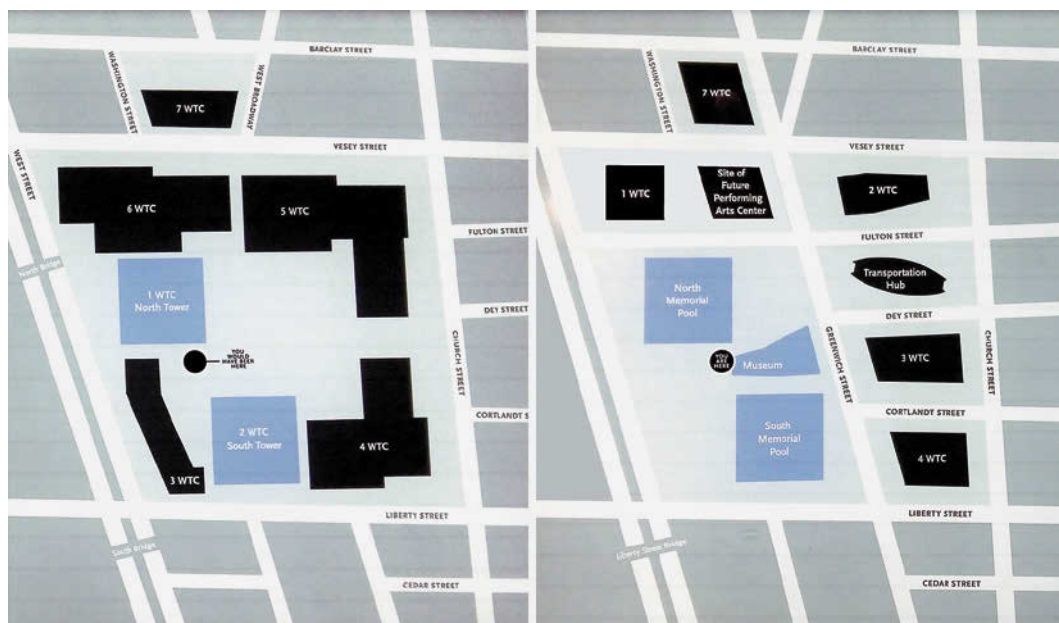 BARCLAY STREET
WASHINGTON STREET
WEST BROADWAY
7 WTC
VESEY STREET
WEST STREET
6 WTC
5 WTC
FULTON STREET
North Bridge
1 WTC
North Tower
DEY STREET
YOU
WOULD
HAVE BEEN
HERE
CHURCH STREET
CORTLANDT S
2 WTC
South Tower
4 WTC
3 WTC
LIBERTY STREET
South Bridge
CEDAR STREET
BARCLAY STREET
WASHINGTON STREET
7 WTC
VESEY STREET
1 WTC
Site of
Future
Performing
Arts Center
2 WTC
FULTON STREET
Transportation
Hub
North
Memorial
Pool
DEY STREET
GREENWICH STREET
CHURCH STREET
YOU
ARE
HERE
Museum
3 WTC
CORTLANDT STREET
South
Memorial
Pool
4 WTC
LIBERTY STREET
Liberty Street Bridge
CEDAR STREET